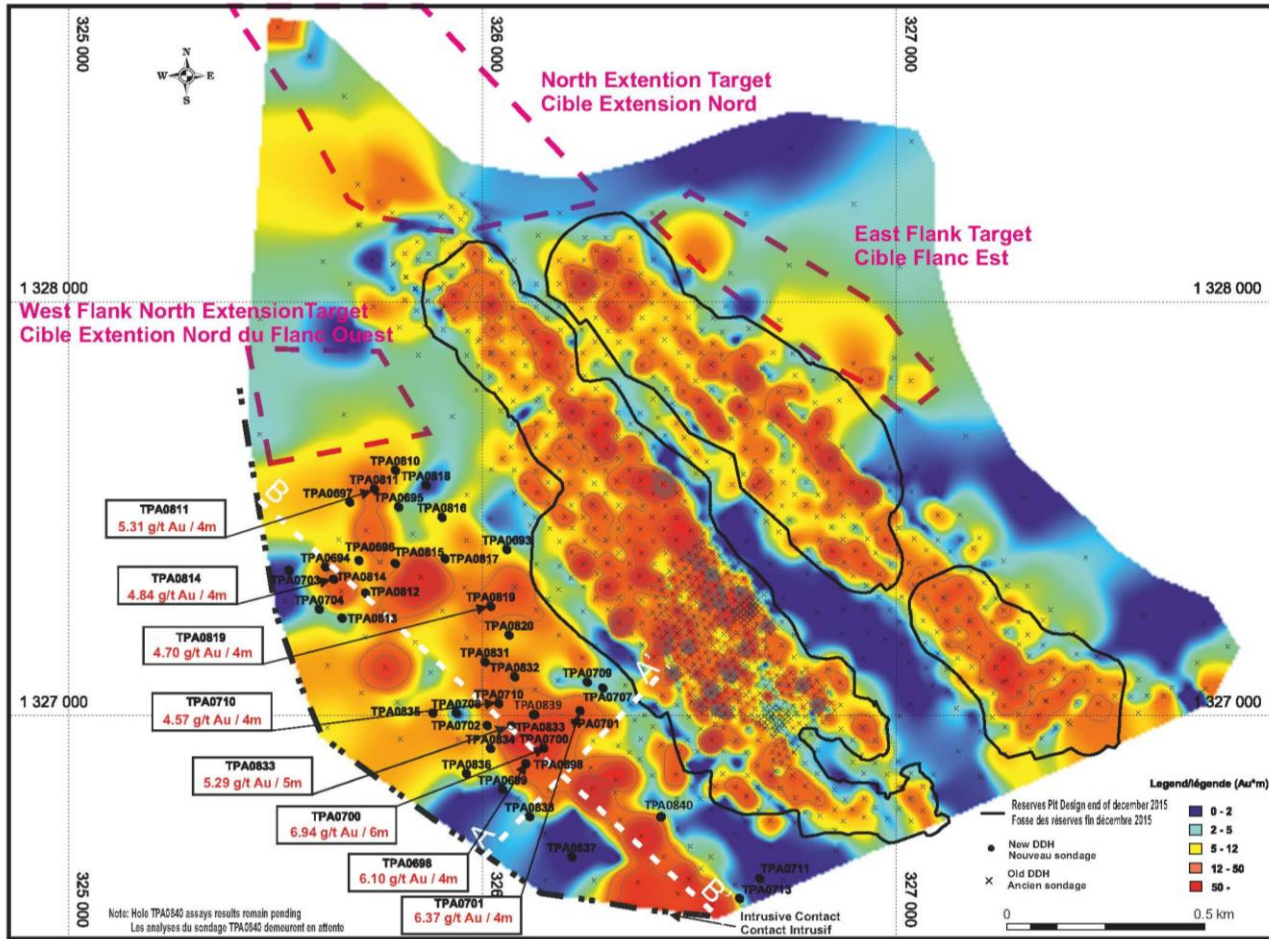 325 000
326 000
327 000
N
W E
S
North Extention Target
Cible Extension Nord
East Flank Target
Cible Flanc Est
1 328 000
1 328 000
West Flank North ExtensionTarget
Cible Extention Nord du Flanc Ouest
B
TPA0810
TPA0811
TPA0818
TPA0697
TPA0695
TPA0816
TPA0811
5.31 g/t Au / 4m
TPA0693
TPA0696
TPA0815
TPA0817
TPA0694
TPA0703
TPA0814
TPA0812
TPA0814
4.84 g/t Au / 4m
TPA0704
TPA0813
TPA0819
TPA0819
4.70 g/t Au / 4m
TPA0820
TPA0831
TPA0832
TPA0709
A'
TPA0707
TPA0710
4.57 g/t Au / 4m
TPA0710
TPA0835
TPA0708
TPA0839
TPA0701
1 327 000
1 327 000
TPA0702
TPA0833
TPA0834
TPA0700
TPA0698
TPA0833
5.29 g/t Au / 5m
TPA0836
TPA0699
TPA0700
6.94 g/t Au / 6m
TPA0838
TPA0840
A
TPA0698
6.10 g/t Au / 4m
TPA0837
TPA0711
TPA0713
TPA0701
6.37 g/t Au / 4m
B'
Intrusive Contact
Contact Intrusif
325 000
326
327 000
Note: Hole TPA0840 assays results remain pending
Les analyses du sondage TPA0840 demeuront en attente
Legend/légende (Au*m)
Reserves Pit Design end of december 2015
Fosse des réserves fin décembre 2015
New DDH
Nouveau sondage
Old DDH
Ancien sondage
0 - 2
2 - 5
5 - 12
12 - 50
50 -
0 0.5 km